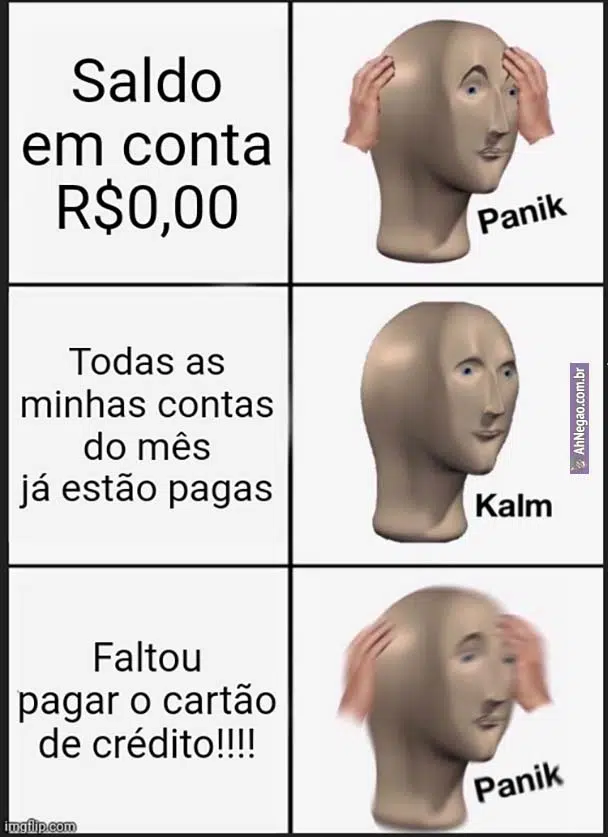 Saldo
em conta
R$0,00
Panik
Todas as
minhas contas
do mês
já estão pagas
Kalm
AhNegao.com.br
Faltou
pagar o cartão
de crédito!!!!
Panik
imgflip.com